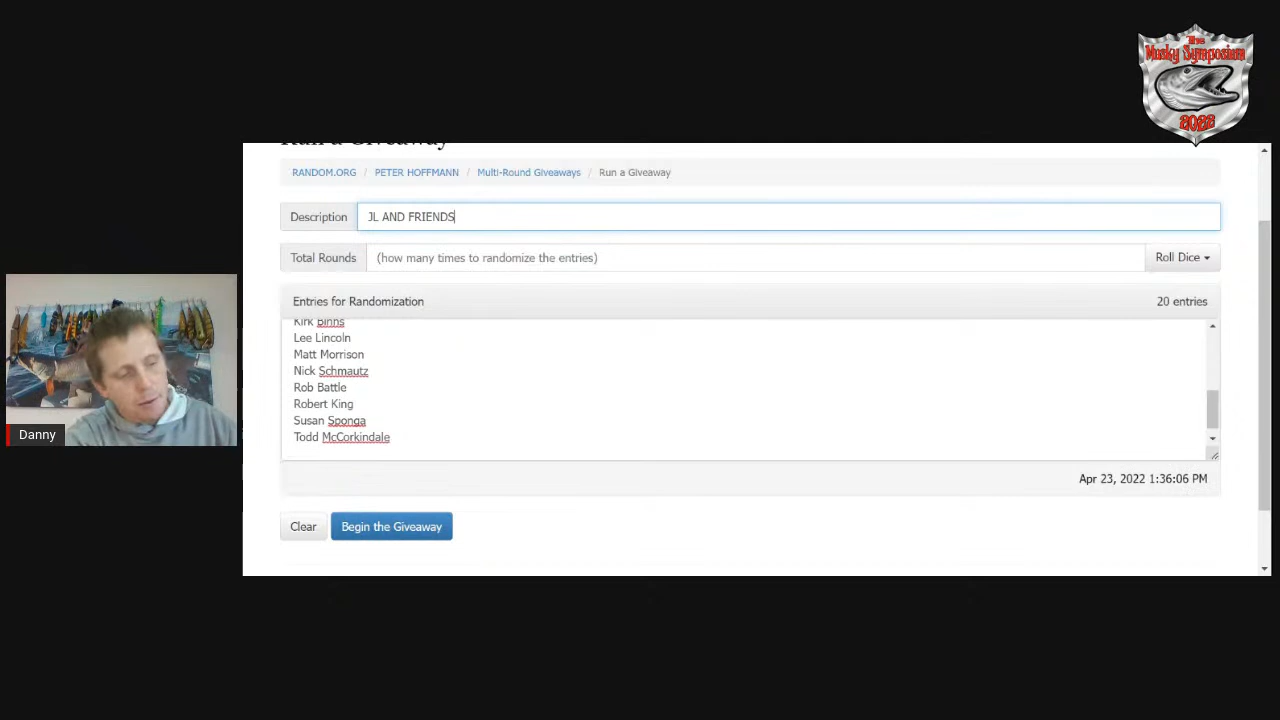 The
Musky Symposium
2022
Run a Giveaway
RANDOM.ORG / PETER HOFFMANN / Multi-Round Giveaways / Run a Giveaway
Description JL AND FRIENDS
Total Rounds (how many times to randomize the entries) Roll Dice
Entries for Randomization 20 entries
Kirk Binns
Lee Lincoln
Matt Morrison
Nick Schmautz
Rob Battle
Robert King
Susan Sponga
Todd McCorkindale
Danny
Apr 23, 2022 1:36:06 PM
Clear Begin the Giveaway